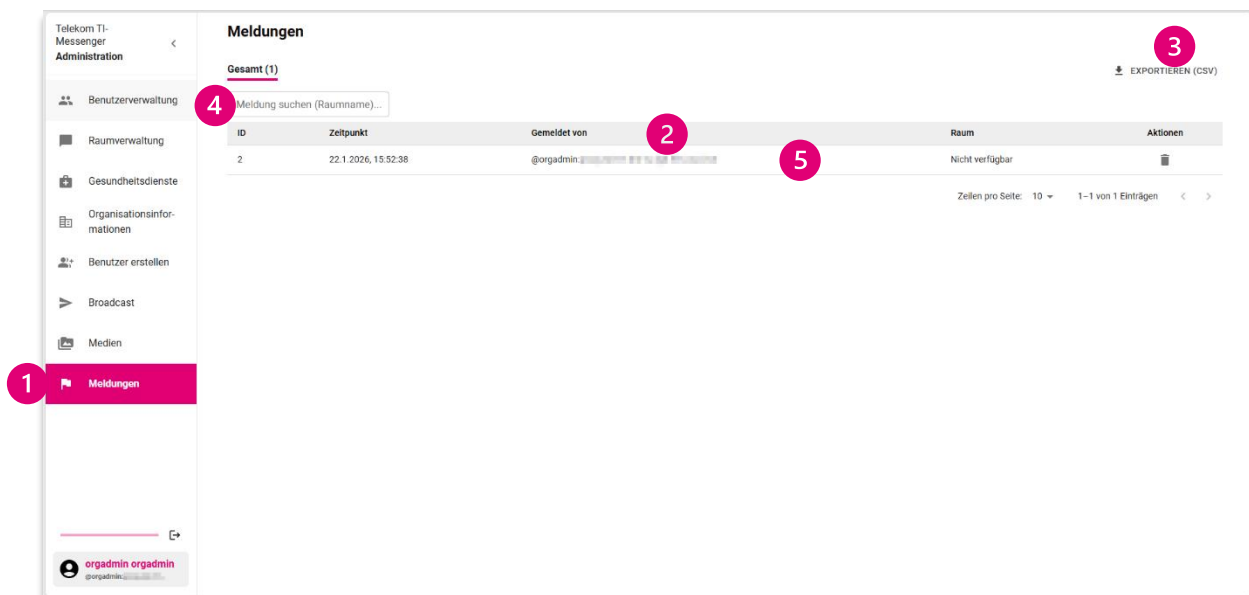 Telekom TI-
Messenger
Administration
Benutzerverwaltung
Raumverwaltung
Gesundheitsdienste
Organisationsinfor-
mationen
Benutzer erstellen
Broadcast
Medien
1
Meldungen
orgadmin orgadmin
@orgadmin:
Meldungen
3
Gesamt (1)
EXPORTIEREN (CSV)
4
Meldung suchen (Raumname)...
2
ID Zeitpunkt Gemeldet von Raum Aktionen
5
2 22.1.2026, 15:52:38 @orgadmin: Nicht verfügbar
Zeilen pro Seite: 10 1–1 von 1 Einträgen